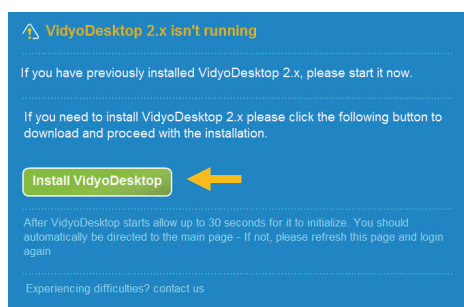 VidyoDesktop 2.x isn't running
If you have previously installed VidyoDesktop 2.x, please start it now.
If you need to install VidyoDesktop 2.x please click the following button to
download and proceed with the installation.
Install VidyoDesktop
After VidyoDesktop starts allow up to 30 seconds for it to initialize. You should
automatically be directed to the main page - If not, please refresh this page and login
again
Experiencing difficulties? contact us